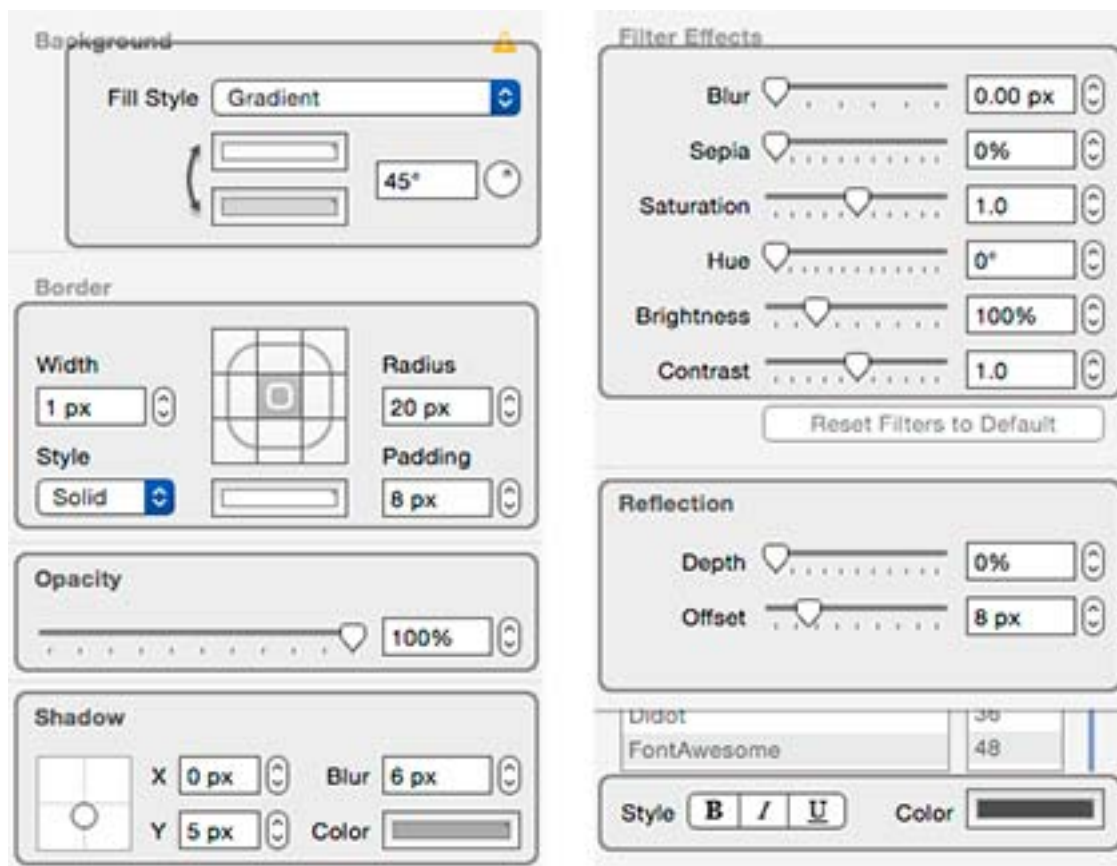 Background
Fill Style Gradient
45°
Border
Width
Radius
1 px
20 px
Style
Padding
Solid
8 px
Opacity
100%
Shadow
X 0 px Blur 6 px
Y 5 px Color
Filter Effects
Blur 0.00 px
Sepia 0%
Saturation 1.0
Hue 0°
Brightness 100%
Contrast 1.0
Reset Filters to Default
Reflection
Depth 0%
Offset 8 px
Didot 36
FontAwesome 48
Style B I U Color